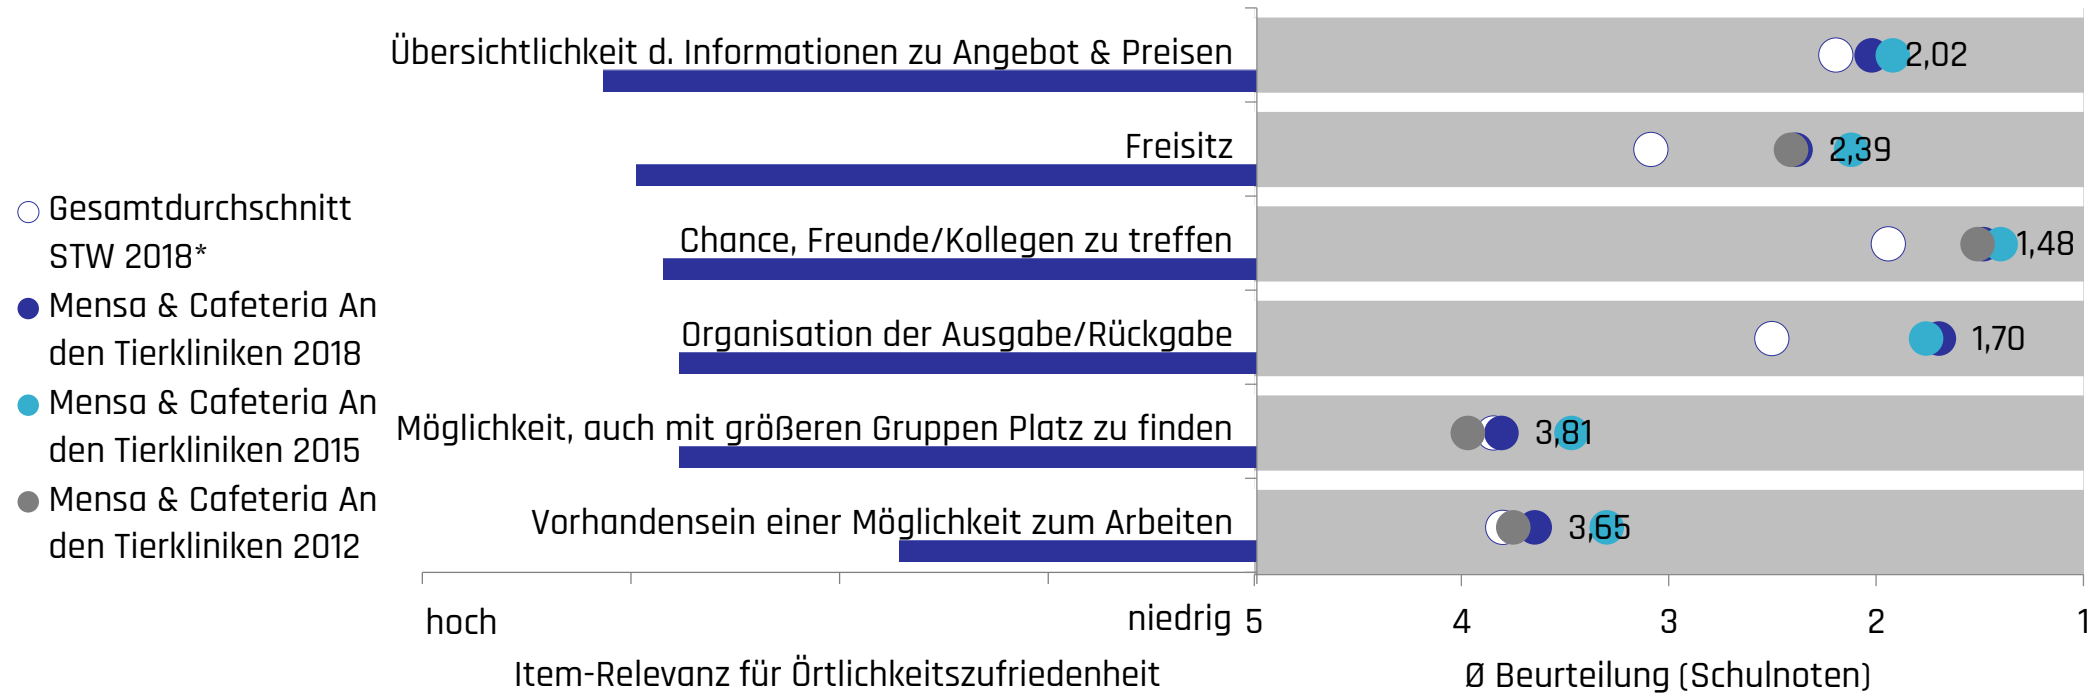 Übersichtlichkeit d. Informationen zu Angebot & Preisen
2,02
Freisitz
2,39
Chance, Freunde/Kollegen zu treffen
1,48
Organisation der Ausgabe/Rückgabe
1,70
Möglichkeit, auch mit größeren Gruppen Platz zu finden
3,81
Vorhandensein einer Möglichkeit zum Arbeiten
3,65
Gesamtdurchschnitt
STW 2018*
Mensa & Cafeteria An
den Tierkliniken 2018
Mensa & Cafeteria An
den Tierkliniken 2015
Mensa & Cafeteria An
den Tierkliniken 2012
hoch
niedrig
5 4 3 2 1
Item-Relevanz für Örtlichkeitszufriedenheit
Ø Beurteilung (Schulnoten)